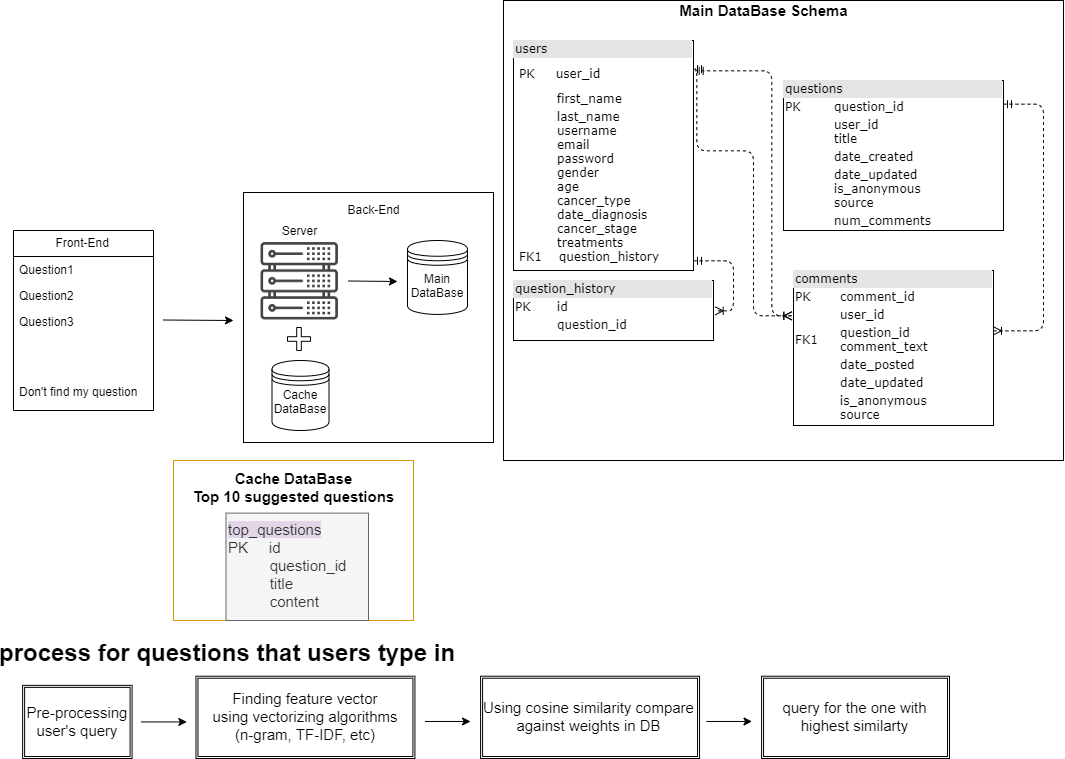 Main DataBase Schema
users
PK user_id
first_name
last_name
username
email
password
gender
age
cancer_type
date_diagnosis
cancer_stage
treatments
FK1 question_history
question_history
PK id
question_id
questions
PK question_id
user_id
title
date_created
date_updated
is_anonymous
source
num_comments
comments
PK comment_id
user_id
question_id
FK1 comment_text
date_posted
date_updated
is_anonymous
source
Front-End
Question1
Question2
Question3
Don't find my question
Back-End
Server
Main
DataBase
Cache
DataBase
Cache DataBase
Top 10 suggested questions
top_questions
PK id
question_id
title
content
process for questions that users type in
Pre-processing
user's query
Finding feature vector
using vectorizing algorithms
(n-gram, TF-IDF, etc)
Using cosine similarity compare
against weights in DB
query for the one with
highest similarty